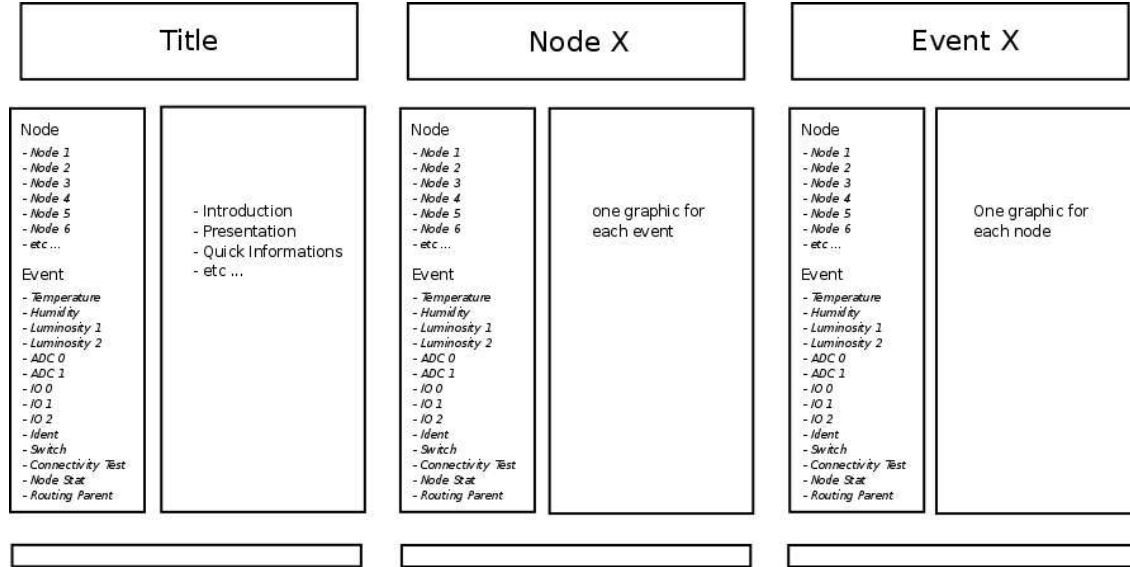 Title
Node
- Node 1
- Node 2
- Node 3
- Node 4
- Node 5
- Node 6
- etc ...
Event
- Temperature
- Humidity
- Luminosity 1
- Luminosity 2
- ADC 0
- ADC 1
- IO 0
- IO 1
- IO 2
- Ident
- Switch
- Connectivity Test
- Node Stat
- Routing Parent
- Introduction
- Presentation
- Quick Informations
- etc ...
Node X
Node
- Node 1
- Node 2
- Node 3
- Node 4
- Node 5
- Node 6
- etc ...
Event
- Temperature
- Humidity
- Luminosity 1
- Luminosity 2
- ADC 0
- ADC 1
- IO 0
- IO 1
- IO 2
- Ident
- Switch
- Connectivity Test
- Node Stat
- Routing Parent
one graphic for
each event
Event X
Node
- Node 1
- Node 2
- Node 3
- Node 4
- Node 5
- Node 6
- etc ...
Event
- Temperature
- Humidity
- Luminosity 1
- Luminosity 2
- ADC 0
- ADC 1
- IO 0
- IO 1
- IO 2
- Ident
- Switch
- Connectivity Test
- Node Stat
- Routing Parent
One graphic for
each node